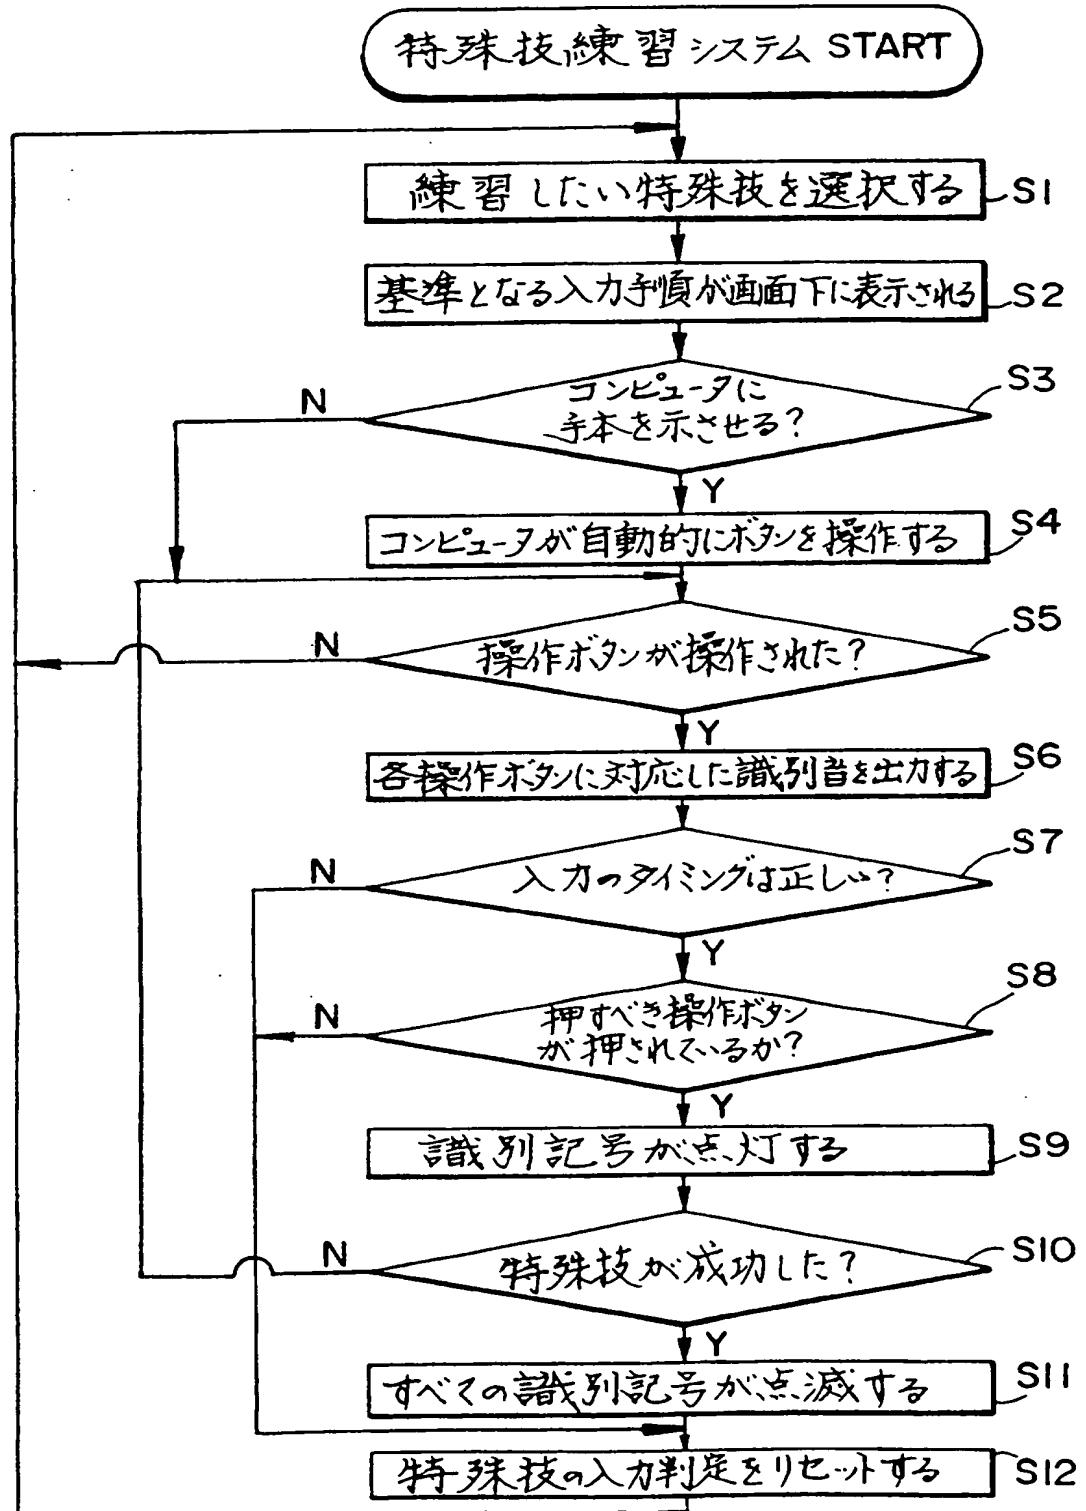 特殊技練習システム START
練習したい特殊技を選択する
S1
基準となる入力手順が画面下に表示される
S2
コンピュータに
手本を示させる?
S3
N
Y
コンピュータが自動的にボタンを操作する
S4
操作ボタンが操作された?
S5
N
Y
各操作ボタンに対応した識別音を出力する
S6
入力のタイミングは正しい?
S7
N
Y
押すべき操作ボタン
が押されているか?
S8
N
Y
識別記号が点灯する
S9
特殊技が成功した?
S10
N
Y
すべての識別記号が点滅する
S11
特殊技の入力判定をリセットする
S12